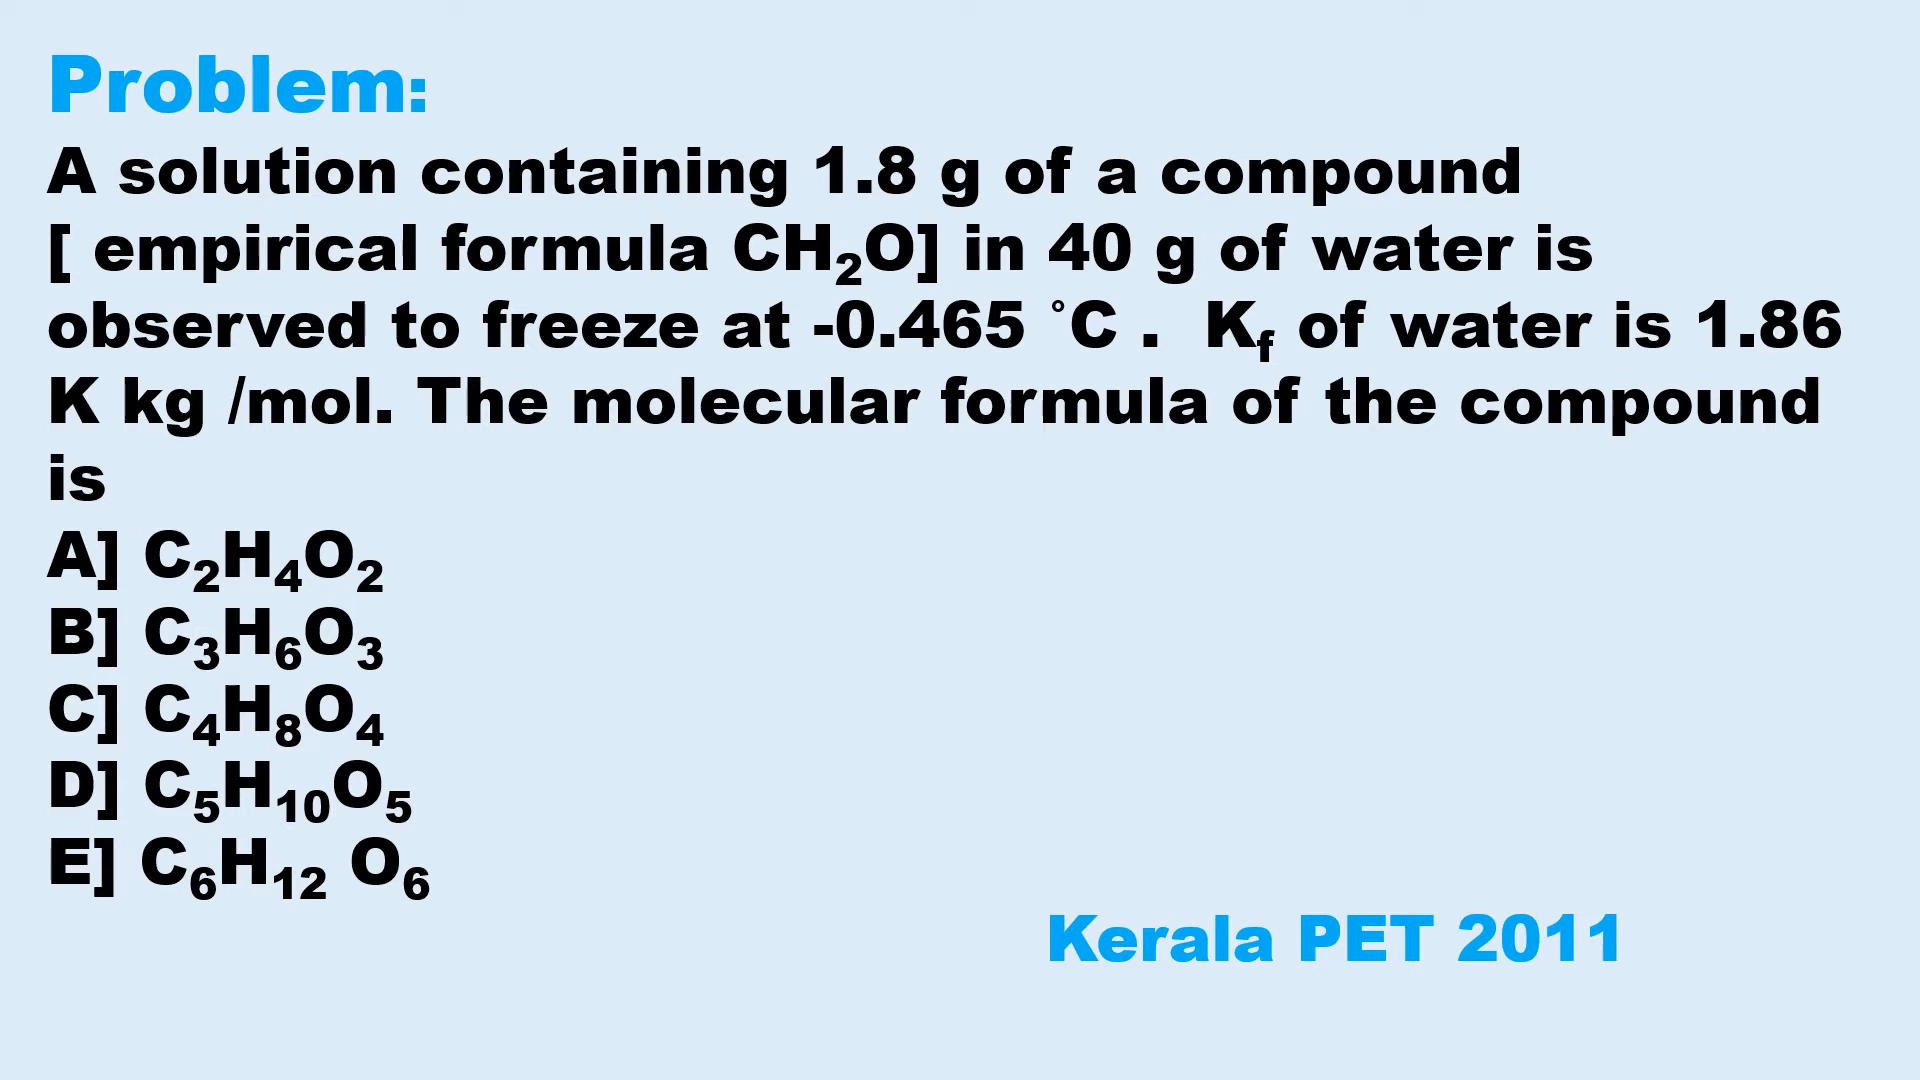 Problem:
A solution containing 1.8 g of a compound
[ empirical formula CH₂O] in 40 g of water is
observed to freeze at -0.465 ˚C .  K_f of water is 1.86
K kg /mol. The molecular formula of the compound
is
A] C₂H₄O₂
B] C₃H₆O₃
C] C₄H₈O₄
D] C₅H₁₀O₅
E] C₆H₁₂ O₆
Kerala PET 2011